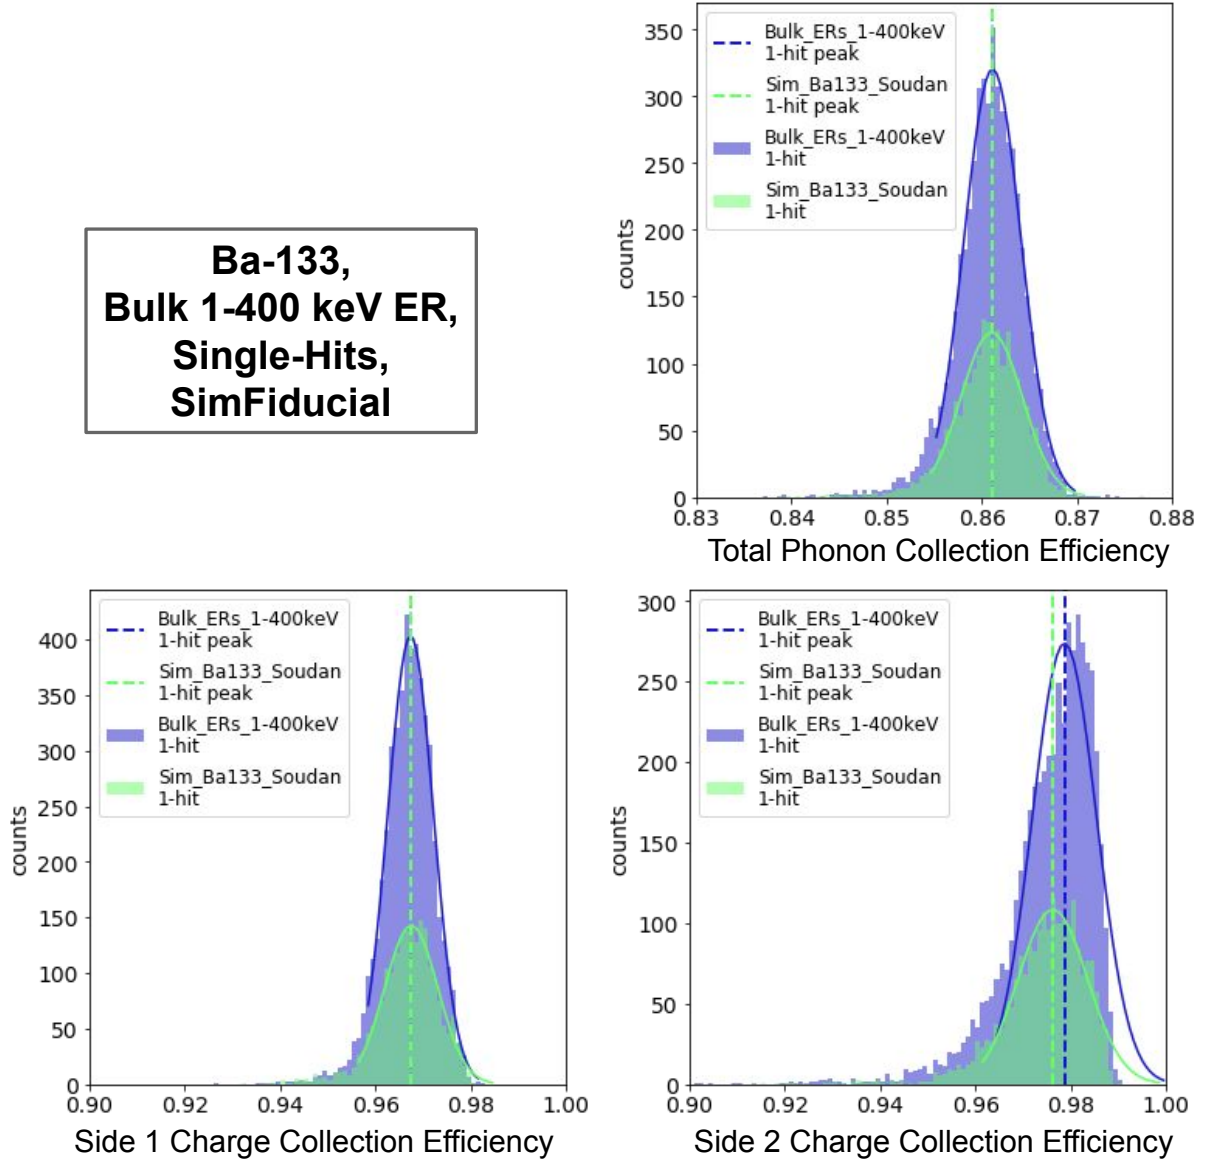 Ba-133,
Bulk 1-400 keV ER,
Single-Hits,
SimFiducial
350
300
250
200
150
100
50
0
counts
Bulk_ERs_1-400keV
1-hit peak
Sim_Ba133_Soudan
1-hit peak
Bulk_ERs_1-400keV
1-hit
Sim_Ba133_Soudan
1-hit
0.83 0.84 0.85 0.86 0.87 0.88
Total Phonon Collection Efficiency
400
350
300
250
200
150
100
50
0
counts
Bulk_ERs_1-400keV
1-hit peak
Sim_Ba133_Soudan
1-hit peak
Bulk_ERs_1-400keV
1-hit
Sim_Ba133_Soudan
1-hit
0.90 0.92 0.94 0.96 0.98 1.00
Side 1 Charge Collection Efficiency
300
250
200
150
100
50
0
counts
Bulk_ERs_1-400keV
1-hit peak
Sim_Ba133_Soudan
1-hit peak
Bulk_ERs_1-400keV
1-hit
Sim_Ba133_Soudan
1-hit
0.90 0.92 0.94 0.96 0.98 1.00
Side 2 Charge Collection Efficiency